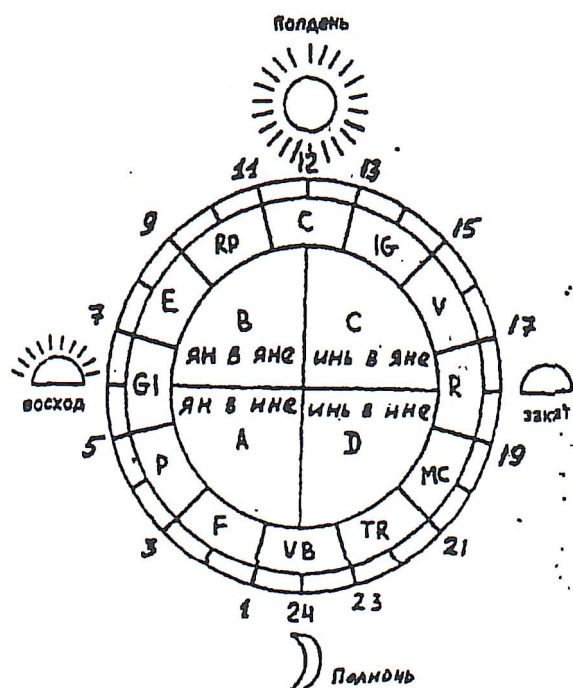 Полдень
12
11
13
9
15
C
RP
IG
E
V
7
17
B
C
ян в яне
инь в яне
GI
R
восход
закат
ян в ине
инь в ине
A
D
5
19
P
MC
F
TR
VB
3
21
1
24
23
Полночь